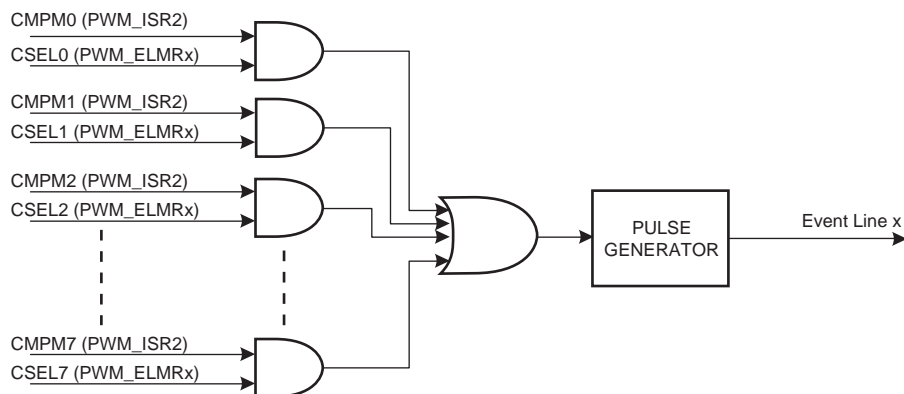 CMPM0 (PWM_ISR2)
CSEL0 (PWM_ELMRx)
CMPM1 (PWM_ISR2)
CSEL1 (PWM_ELMRx)
CMPM2 (PWM_ISR2)
CSEL2 (PWM_ELMRx)
CMPM7 (PWM_ISR2)
CSEL7 (PWM_ELMRx)
PULSE
GENERATOR
Event Line x